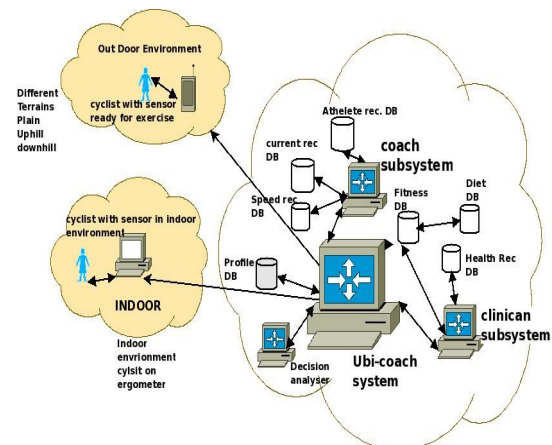 Out Door Environment
cyclist with sensor
ready for exercise
Different
Terrains
Plain
Uphill
downhill
Athelete rec. DB
current rec
DB
coach
subsystem
Speed rec
DB
Fitness
DB
Diet
DB
cyclist with sensor in indoor
environment
Profile
DB
Health Rec
DB
INDOOR
clinican
subsystem
Indoor
envrionment
cylsit on
ergometer
Decision
analyser
Ubi-coach
system